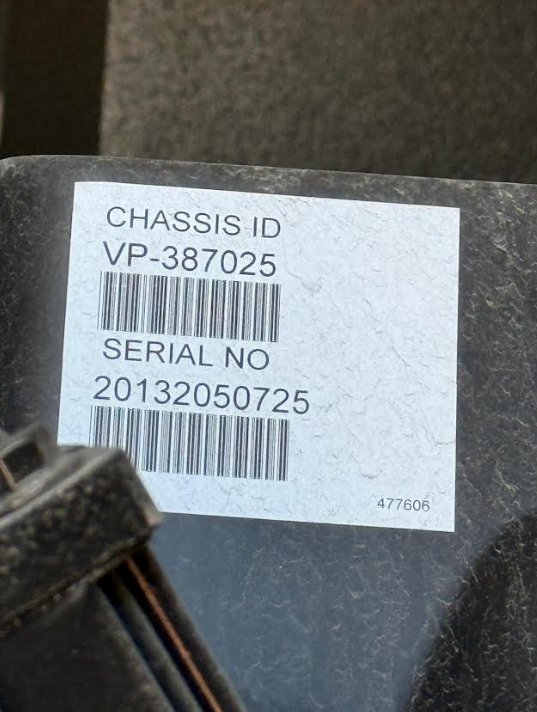 CHASSIS ID
VP-387025
SERIAL NO
20132050725
477606